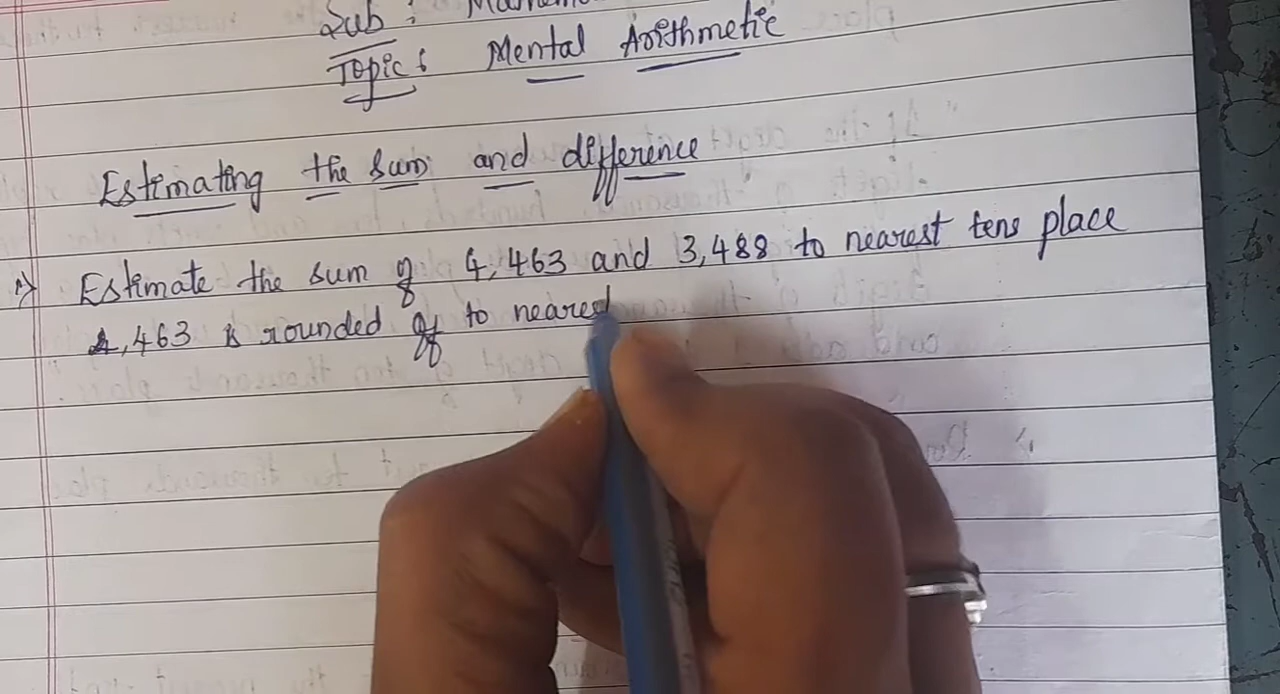 Sub :
Topic : Mental Arithmetic
Estimating the sum and difference
Estimate the sum of 4,463 and 3,488 to nearest tens place
4,463 is rounded of to nearest